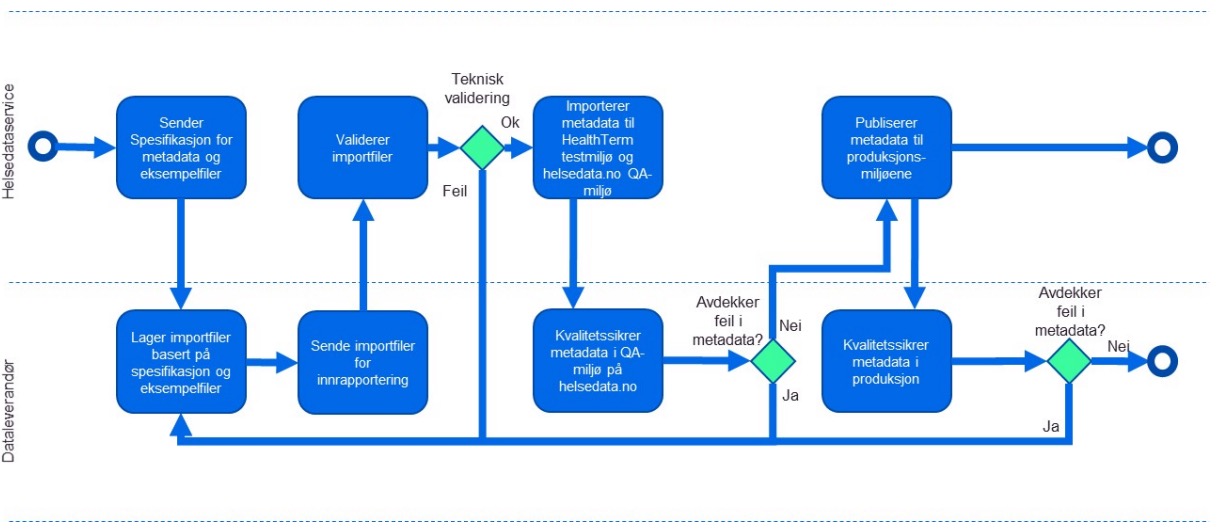 Helsedataservice
Sender
Spesifikasjon for
metadata og
eksempelfiler
Validerer
importfiler
Teknisk
validering
Ok
Feil
Importerer
metadata til
HealthTerm
testmiljø og
helsedata.no QA-
miljø
Publiserer
metadata til
produksjons-
miljøene
Dataleverandør
Lager importfiler
basert på
spesifikasjon og
eksempelfiler
Sende importfiler
for
innrapportering
Kvalitetssikrer
metadata i QA-
miljø på
helsedata.no
Avdekker
feil i
metadata?
Nei
Ja
Kvalitetssikrer
metadata i
produksjon
Avdekker
feil i
metadata?
Nei
Ja